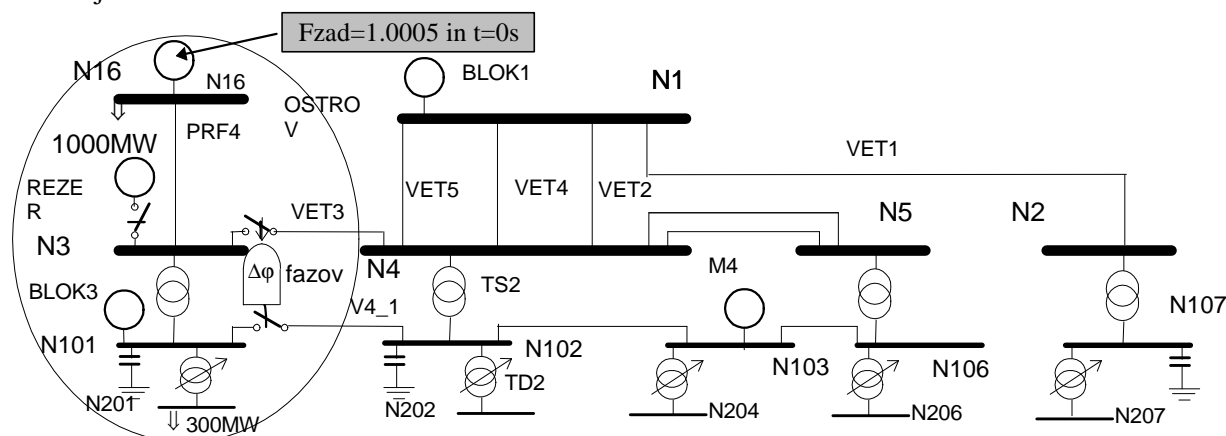 Fzad=1.0005 in t=0s
N16
N16
BLOK1
N1
OSTRO
V
PRF4
1000MW
VET1
REZE
R
VET5
VET4
VET2
VET3
N5
N2
N3
N4
M4
Δφ
fazov
TS2
BLOK3
V4_1
N107
N101
N102
N103
N106
TD2
N201
N202
N204
N206
N207
300MW